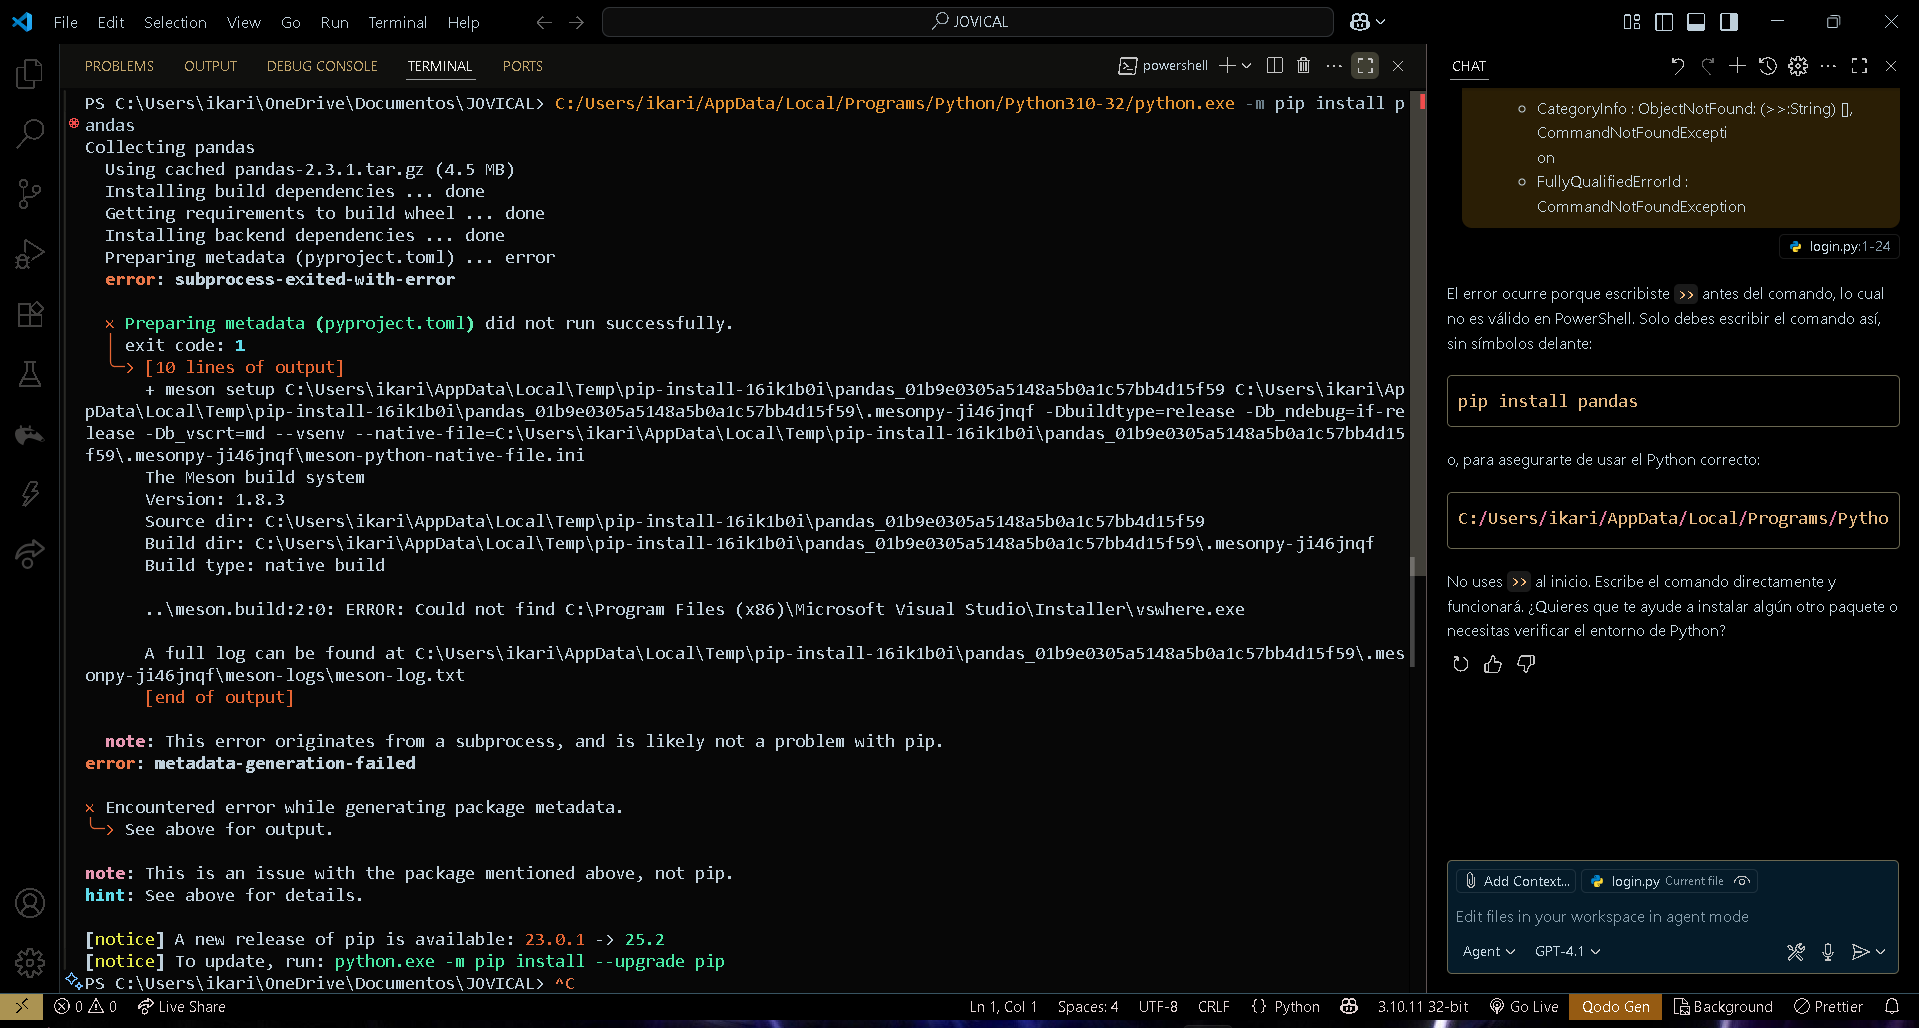 File Edit Selection View Go Run Terminal Help
JOVICAL
PROBLEMS OUTPUT DEBUG CONSOLE TERMINAL PORTS
powershell
PS C:\Users\ikari\OneDrive\Documentos\JOVICAL> C:/Users/ikari/AppData/Local/Programs/Python/Python310-32/python.exe -m pip install p
andas
Collecting pandas
Using cached pandas-2.3.1.tar.gz (4.5 MB)
Installing build dependencies ... done
Getting requirements to build wheel ... done
Installing backend dependencies ... done
Preparing metadata (pyproject.toml) ... error
error: subprocess-exited-with-error
× Preparing metadata (pyproject.toml) did not run successfully.
exit code: 1
[10 lines of output]
+ meson setup C:\Users\ikari\AppData\Local\Temp\pip-install-16ik1b0i\pandas_01b9e0305a5148a5b0a1c57bb4d15f59 C:\Users\ikari\Ap
pData\Local\Temp\pip-install-16ik1b0i\pandas_01b9e0305a5148a5b0a1c57bb4d15f59\.mesonpy-ji46jnqf -Dbuildtype=release -Db_ndebug=if-re
lease -Db_vscrt=md --vsenv --native-file=C:\Users\ikari\AppData\Local\Temp\pip-install-16ik1b0i\pandas_01b9e0305a5148a5b0a1c57bb4d15
f59\.mesonpy-ji46jnqf\meson-python-native-file.ini
The Meson build system
Version: 1.8.3
Source dir: C:\Users\ikari\AppData\Local\Temp\pip-install-16ik1b0i\pandas_01b9e0305a5148a5b0a1c57bb4d15f59
Build dir: C:\Users\ikari\AppData\Local\Temp\pip-install-16ik1b0i\pandas_01b9e0305a5148a5b0a1c57bb4d15f59\.mesonpy-ji46jnqf
Build type: native build
..\meson.build:2:0: ERROR: Could not find C:\Program Files (x86)\Microsoft Visual Studio\Installer\vswhere.exe
A full log can be found at C:\Users\ikari\AppData\Local\Temp\pip-install-16ik1b0i\pandas_01b9e0305a5148a5b0a1c57bb4d15f59\.mes
onpy-ji46jnqf\meson-logs\meson-log.txt
[end of output]
note: This error originates from a subprocess, and is likely not a problem with pip.
error: metadata-generation-failed
× Encountered error while generating package metadata.
See above for output.
note: This is an issue with the package mentioned above, not pip.
hint: See above for details.
[notice] A new release of pip is available: 23.0.1 -> 25.2
[notice] To update, run: python.exe -m pip install --upgrade pip
PS C:\Users\ikari\OneDrive\Documentos\JOVICAL> ^C
CHAT
CategoryInfo : ObjectNotFound: (>>:String) [],
CommandNotFoundExcepti
on
FullyQualifiedErrorId :
CommandNotFoundException
login.py:1-24
El error ocurre porque escribiste >> antes del comando, lo cual
no es válido en PowerShell. Solo debes escribir el comando así,
sin símbolos delante:
pip install pandas
o, para asegurarte de usar el Python correcto:
C:/Users/ikari/AppData/Local/Programs/Pytho
No uses >> al inicio. Escribe el comando directamente y
funcionará. ¿Quieres que te ayude a instalar algún otro paquete o
necesitas verificar el entorno de Python?
Add Context... login.py Current file
Edit files in your workspace in agent mode
Agent GPT-4.1
0 0 Live Share Ln 1, Col 1 Spaces: 4 UTF-8 CRLF {} Python 3.10.11 32-bit Go Live Qodo Gen Background Prettier